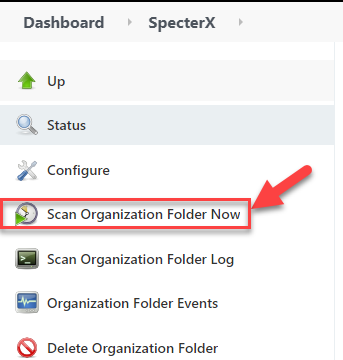 Dashboard SpecterX
Up
Status
Configure
Scan Organization Folder Now
Scan Organization Folder Log
Organization Folder Events
Delete Organization Folder